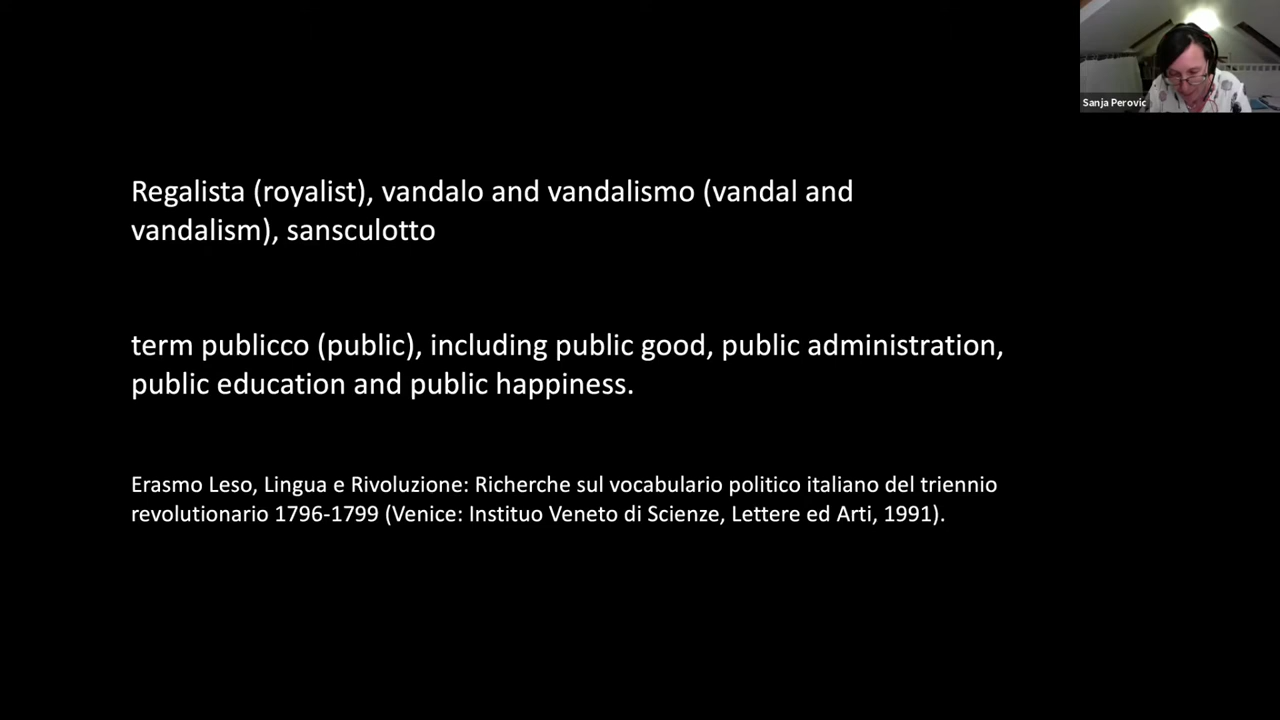 Sanja Perovic
Regalista (royalist), vandalo and vandalismo (vandal and
vandalism), sansculotto
term publicco (public), including public good, public administration,
public education and public happiness.
Erasmo Leso, Lingua e Rivoluzione: Richerche sul vocabulario politico italiano del triennio
revolutionario 1796-1799 (Venice: Instituo Veneto di Scienze, Lettere ed Arti, 1991).